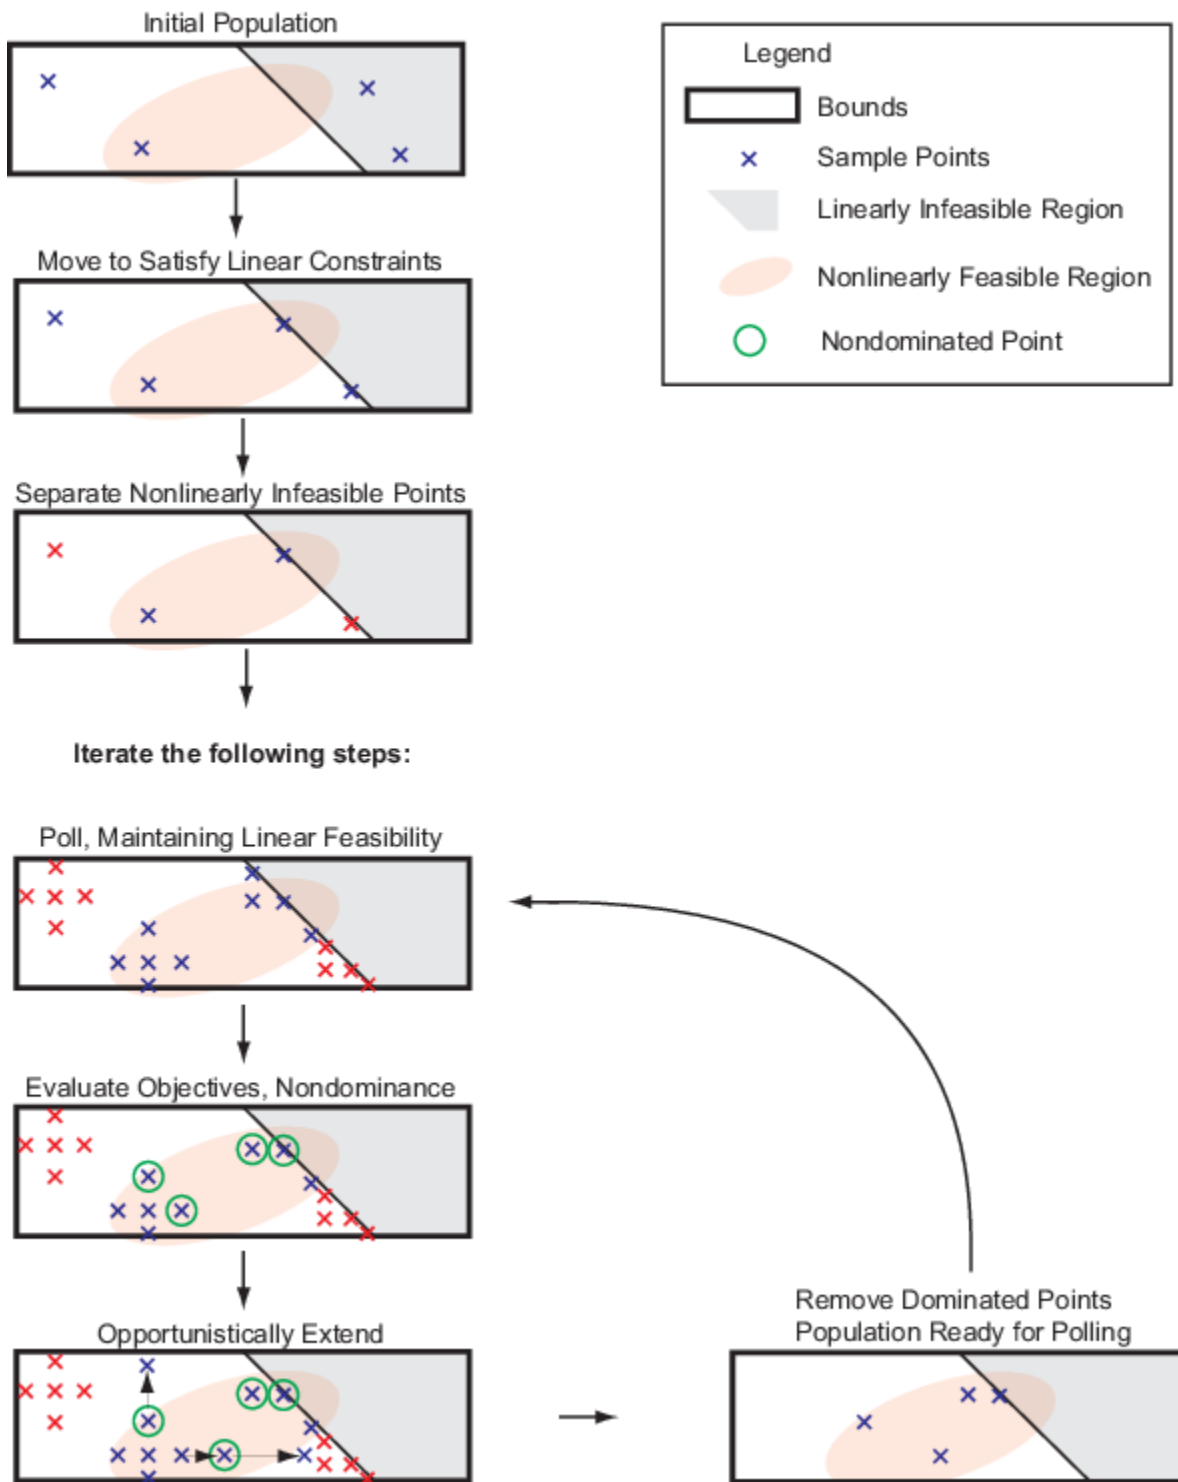 Initial Population
Legend
Bounds
Sample Points
Linearly Infeasible Region
Nonlinearly Feasible Region
Nondominated Point
Move to Satisfy Linear Constraints
Separate Nonlinearly Infeasible Points
Iterate the following steps:
Poll, Maintaining Linear Feasibility
Evaluate Objectives, Nondominance
Opportunistically Extend
Remove Dominated Points
Population Ready for Polling